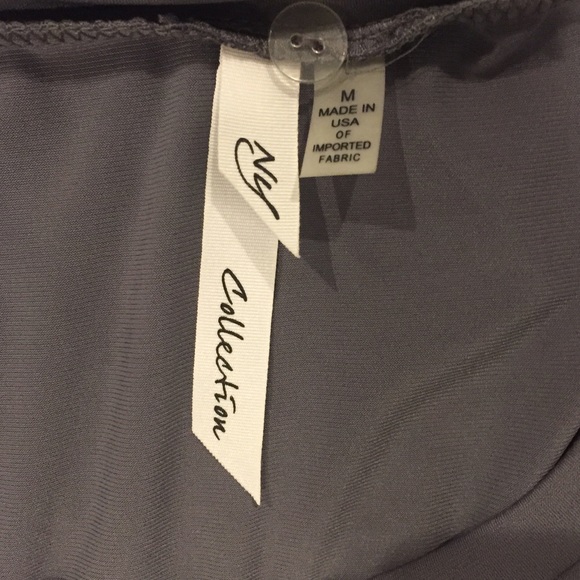 Ny
Collection
M
MADE IN
USA
OF
IMPORTED
FABRIC